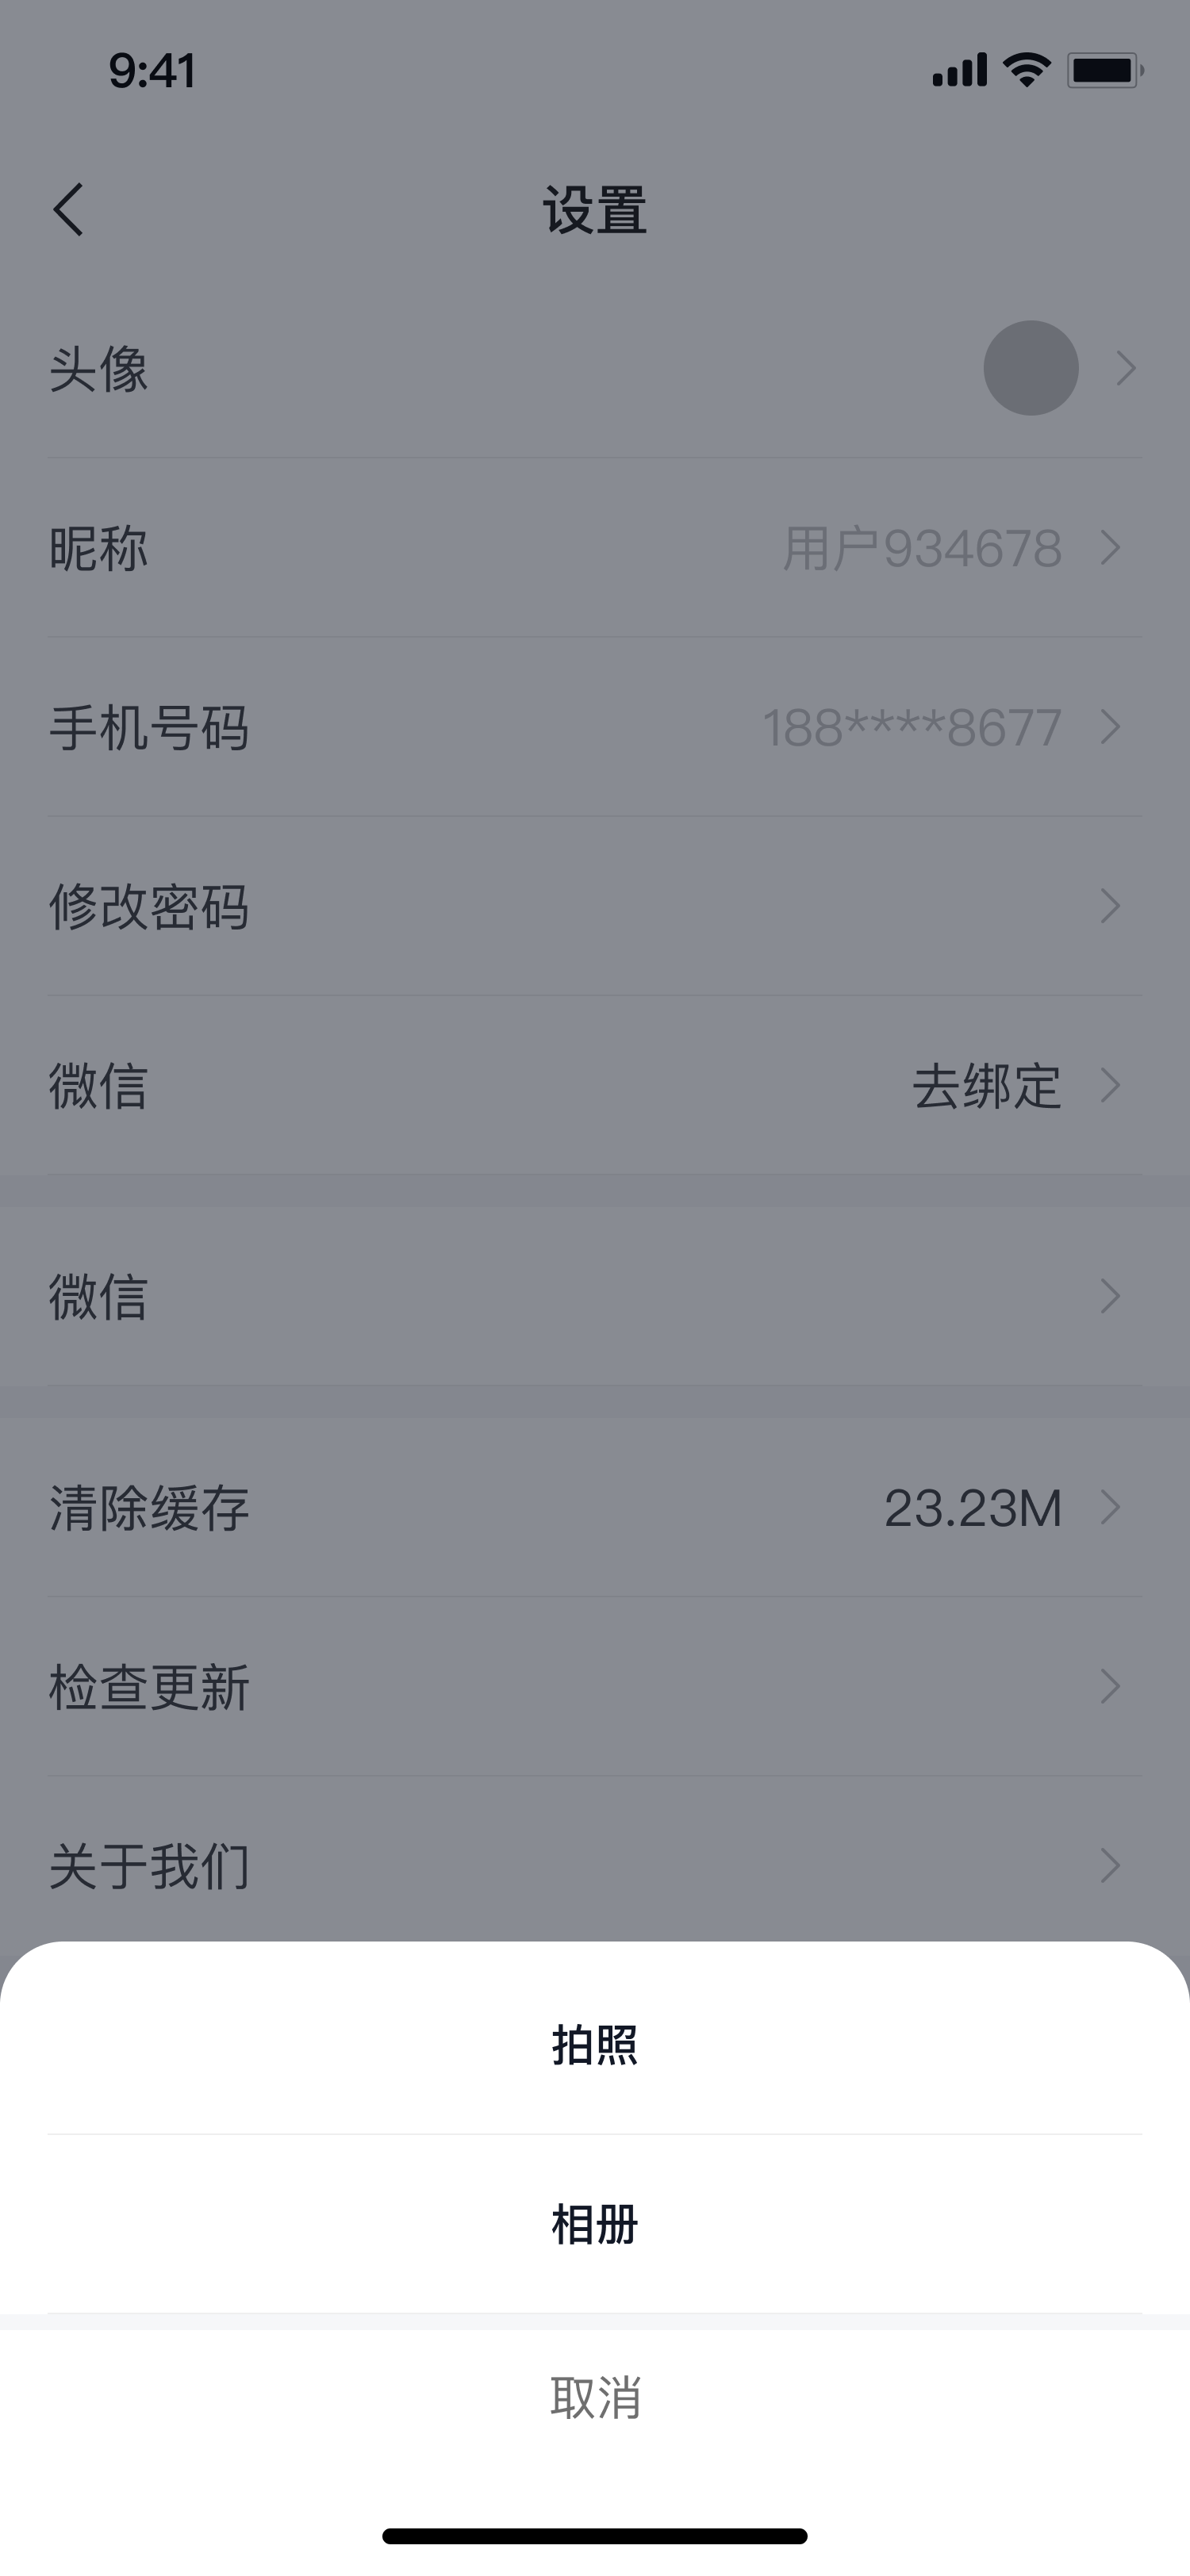 9:41
设置
头像
昵称 用户934678
手机号码 188****8677
修改密码
微信 去绑定
微信
清除缓存 23.23M
检查更新
关于我们
拍照
相册
取消